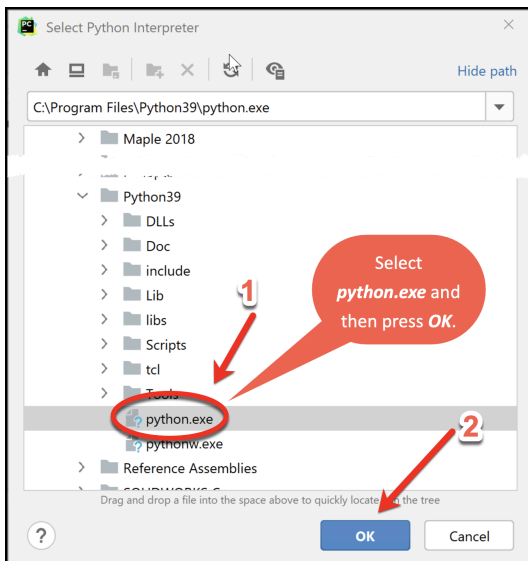 PC
Select Python Interpreter
Hide path
C:\Program Files\Python39\python.exe
Maple 2018
Python39
DLLs
Doc
include
Lib
libs
Scripts
tcl
Tools
python.exe
pythonw.exe
Reference Assemblies
Select
python.exe and
then press OK.
1
2
Drag and drop a file into the space above to quickly locate in the tree
?
OK
Cancel